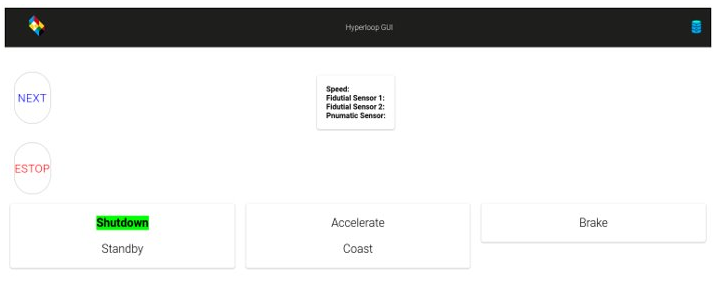 Hyperloop GUI
NEXT
Speed:
Fidutial Sensor 1:
Fidutial Sensor 2:
Pnumatic Sensor:
ESTOP
Shutdown
Standby
Accelerate
Coast
Brake